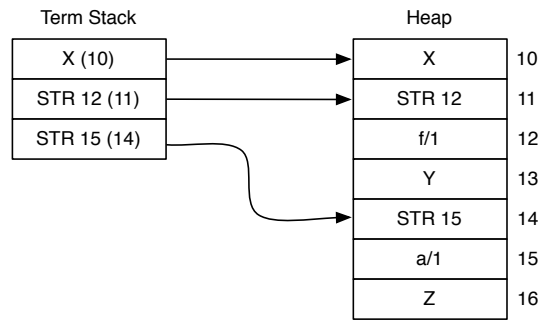 Term Stack Heap
X (10) X 10
STR 12 (11) STR 12 11
STR 15 (14) f/1 12
Y 13
STR 15 14
a/1 15
Z 16